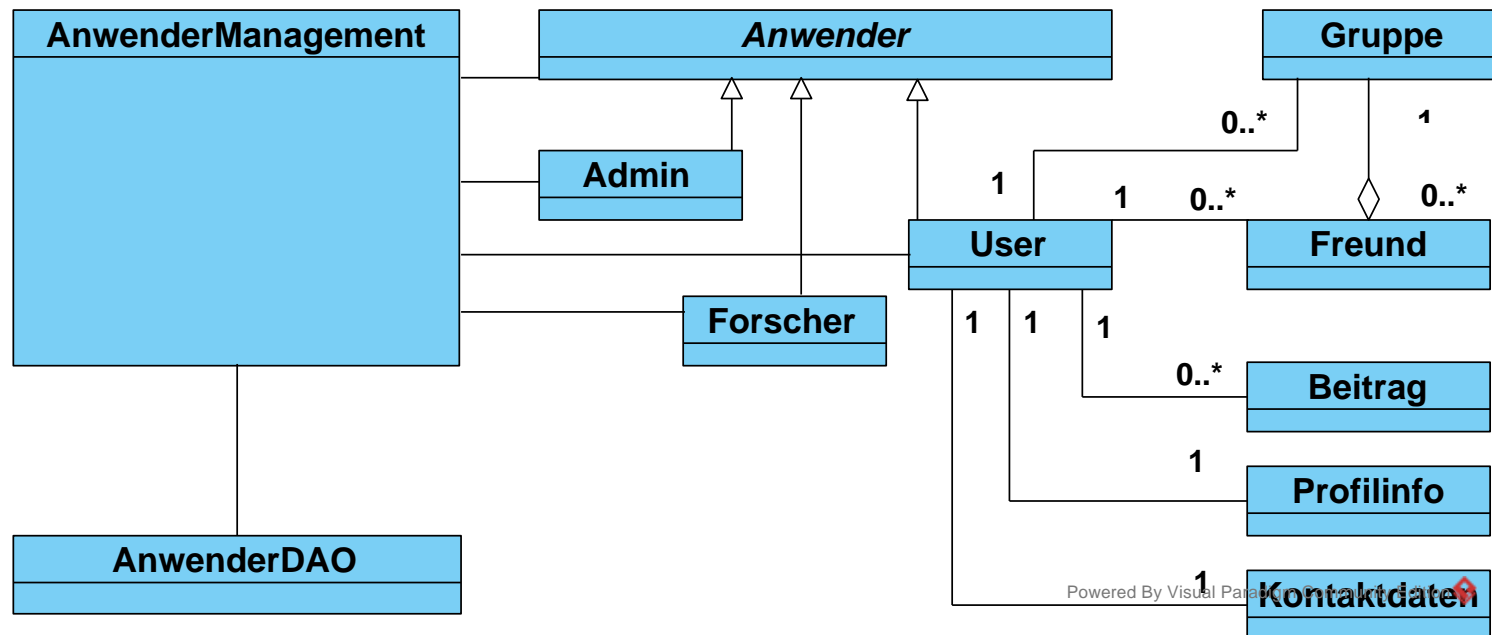 AnwenderManagement
Anwender
Gruppe
0..*
1
Admin
1
1
0..*
0..*
User
Freund
Forscher
1
1
1
0..*
Beitrag
1
Profilinfo
AnwenderDAO
1
Powered By Visual Paradigm Community Edition
Kontaktdaten